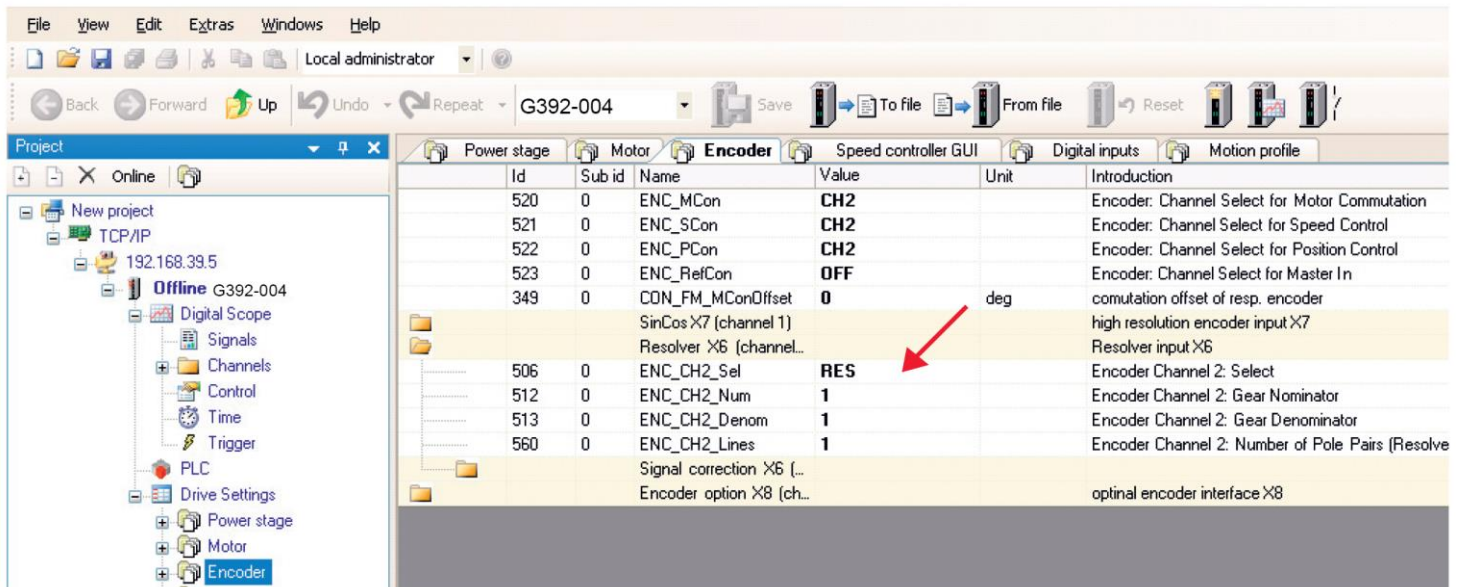 File View Edit Extras Windows Help
Local administrator
Back Forward Up Undo Repeat G392-004 Save To file From file Reset
Project
Online
New project
TCP/IP
192.168.39.5
Offline G392-004
Digital Scope
Signals
Channels
Control
Time
Trigger
PLC
Drive Settings
Power stage
Motor
Encoder
Power stage Motor Encoder Speed controller GUI Digital inputs Motion profile
Id Sub id Name Value Unit Introduction
520 0 ENC_MCon CH2 Encoder: Channel Select for Motor Commutation
521 0 ENC_SCon CH2 Encoder: Channel Select for Speed Control
522 0 ENC_PCon CH2 Encoder: Channel Select for Position Control
523 0 ENC_RefCon OFF Encoder: Channel Select for Master In
349 0 CON_FM_MConOffset 0 deg comutation offset of resp. encoder
SinCos X7 (channel 1) high resolution encoder input X7
Resolver X6 (channel... Resolver input X6
506 0 ENC_CH2_Sel RES Encoder Channel 2: Select
512 0 ENC_CH2_Num 1 Encoder Channel 2: Gear Nominator
513 0 ENC_CH2_Denom 1 Encoder Channel 2: Gear Denominator
560 0 ENC_CH2_Lines 1 Encoder Channel 2: Number of Pole Pairs (Resolve
Signal correction X6 (...
Encoder option X8 (ch... optinal encoder interface X8